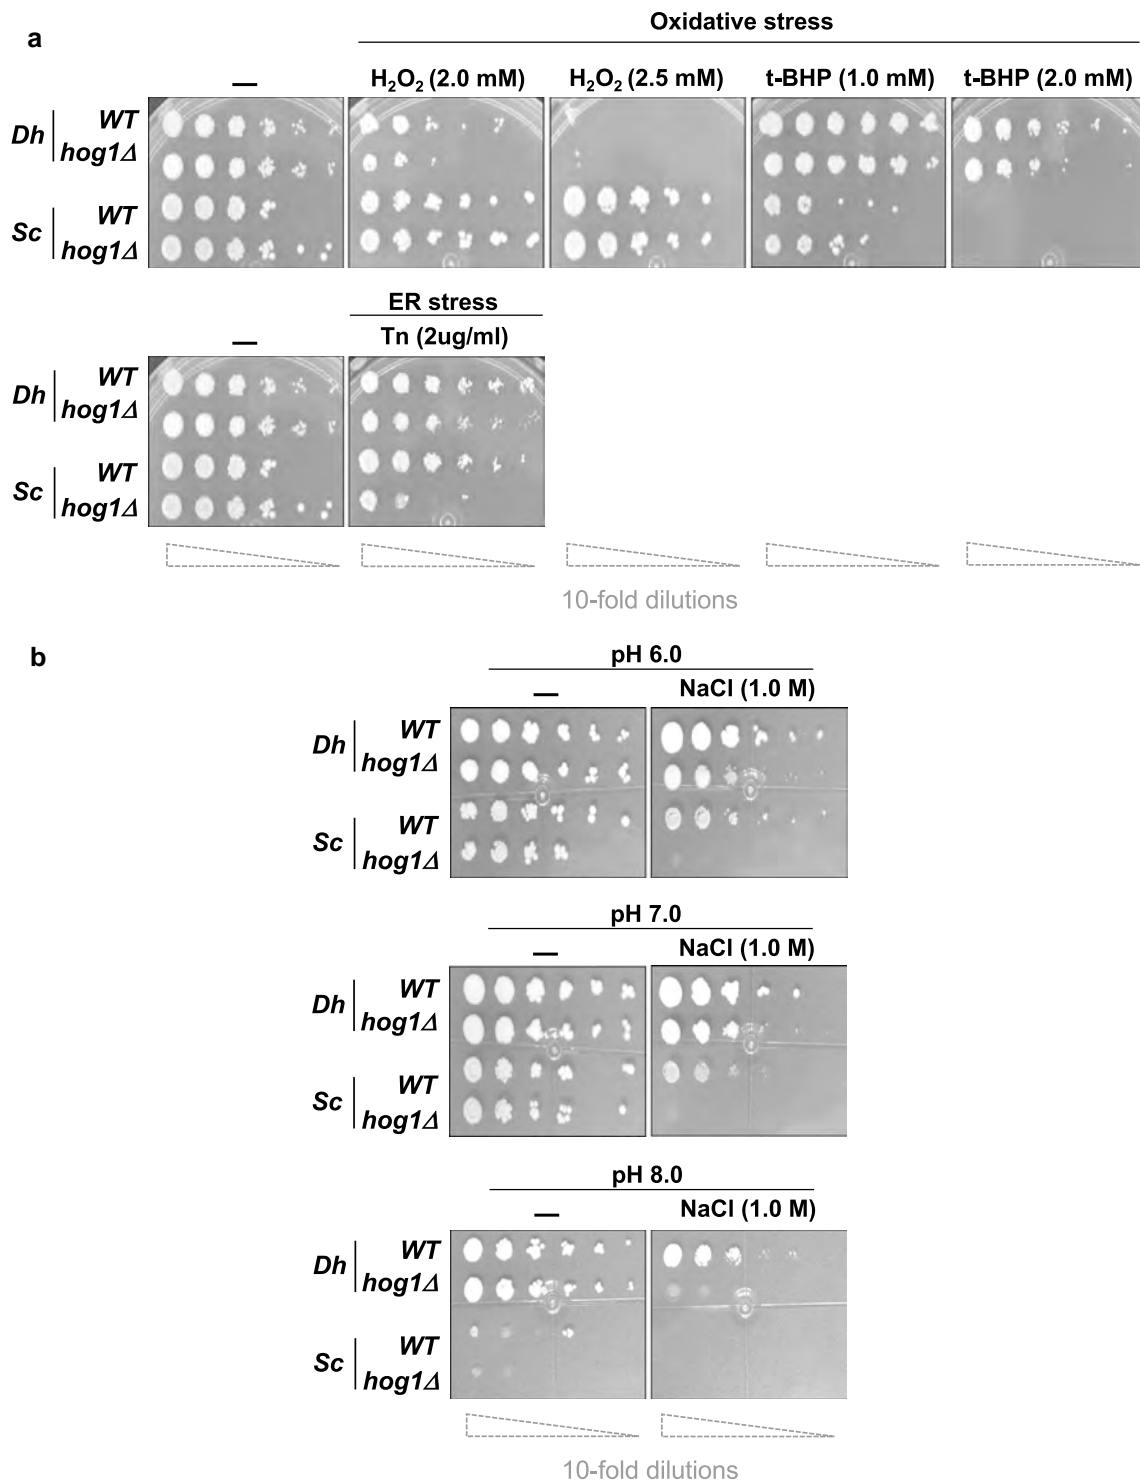 a
Oxidative stress
— H₂O₂ (2.0 mM) H₂O₂ (2.5 mM) t-BHP (1.0 mM) t-BHP (2.0 mM)
Dh WT
hog1Δ
Sc WT
hog1Δ
ER stress
— Tn (2ug/ml)
Dh WT
hog1Δ
Sc WT
hog1Δ
10-fold dilutions
b
pH 6.0
— NaCl (1.0 M)
Dh WT
hog1Δ
Sc WT
hog1Δ
pH 7.0
— NaCl (1.0 M)
Dh WT
hog1Δ
Sc WT
hog1Δ
pH 8.0
— NaCl (1.0 M)
Dh WT
hog1Δ
Sc WT
hog1Δ
10-fold dilutions